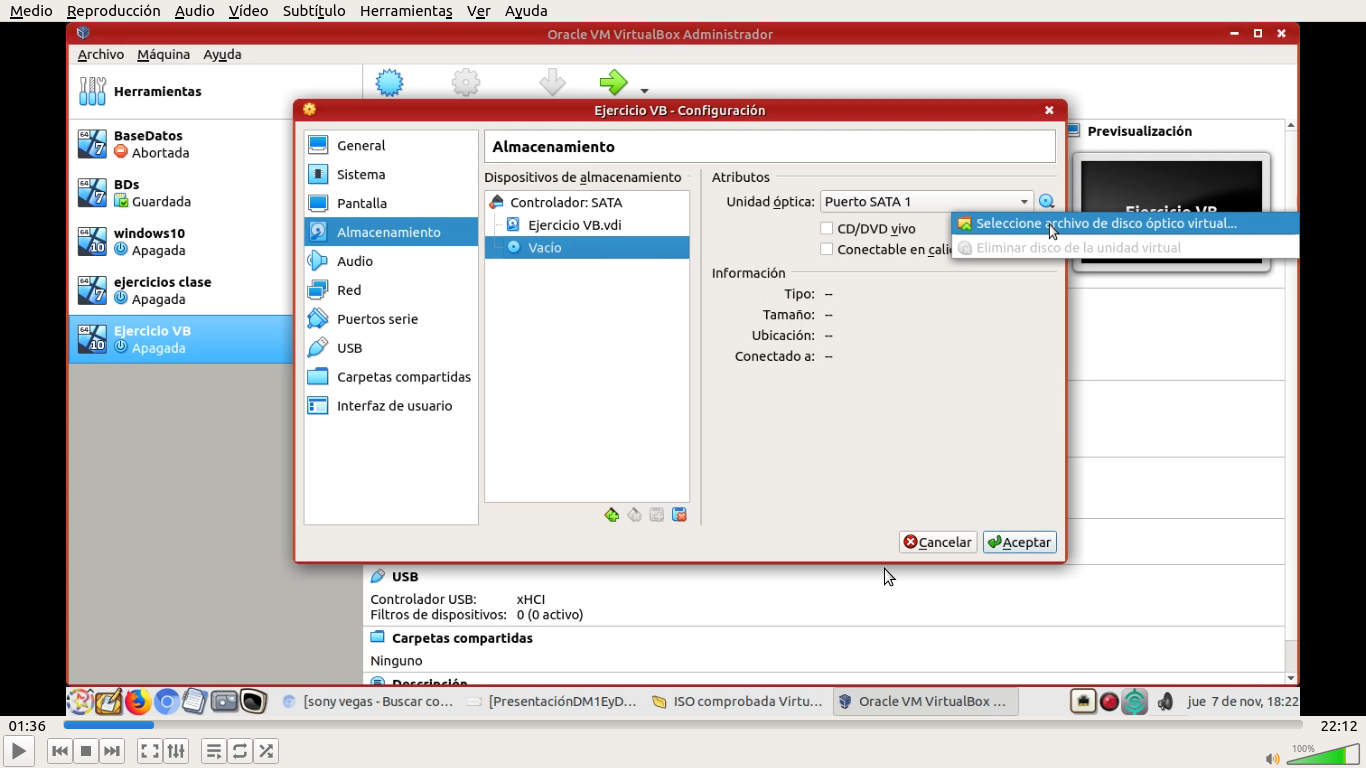 Medio Reproducción Audio Vídeo Subtítulo Herramientas Ver Ayuda
Oracle VM VirtualBox Administrador
Archivo Máquina Ayuda
Herramientas
BaseDatos
Abortada
BDs
Guardada
windows10
Apagada
ejercicios clase
Apagada
Ejercicio VB
Apagada
Ejercicio VB - Configuración
General
Sistema
Pantalla
Almacenamiento
Audio
Red
Puertos serie
USB
Carpetas compartidas
Interfaz de usuario
Almacenamiento
Dispositivos de almacenamiento
Controlador: SATA
Ejercicio VB.vdi
Vacío
Atributos
Unidad óptica: Puerto SATA 1
CD/DVD vivo
Conectable en cali
Seleccione archivo de disco óptico virtual...
Eliminar disco de la unidad virtual
Información
Tipo: --
Tamaño: --
Ubicación: --
Conectado a: --
Cancelar Aceptar
Previsualización
Ejercicio VB
USB
Controlador USB: xHCI
Filtros de dispositivos: 0 (0 activo)
Carpetas compartidas
Ninguno
Descripción
[sony vegas - Buscar co... [PresentaciónDM1EyD... ISO comprobada Virtu... Oracle VM VirtualBox ... jue 7 de nov, 18:22
01:36 22:12
100%